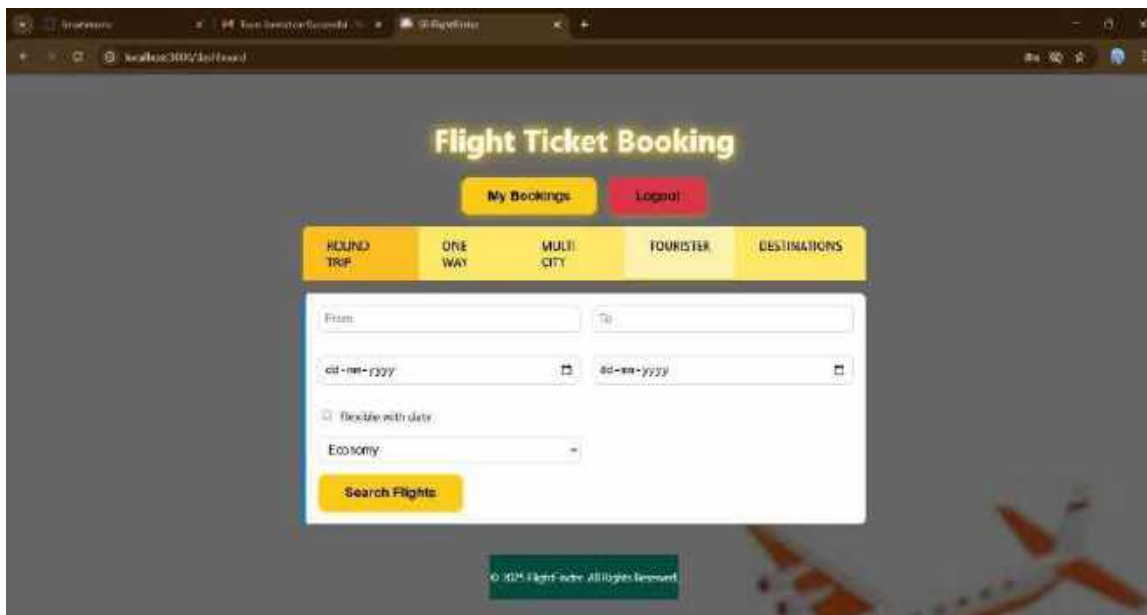 localhost:3000/dashboard
Flight Ticket Booking
My Bookings
Logout
ROUND TRIP
ONE WAY
MULTI CITY
TOURISTER
DESTINATIONS
From
To
dd-mm-yyyy
dd-mm-yyyy
flexible with date
Economy
Search Flights
© FlightFinder. All Rights Reserved.